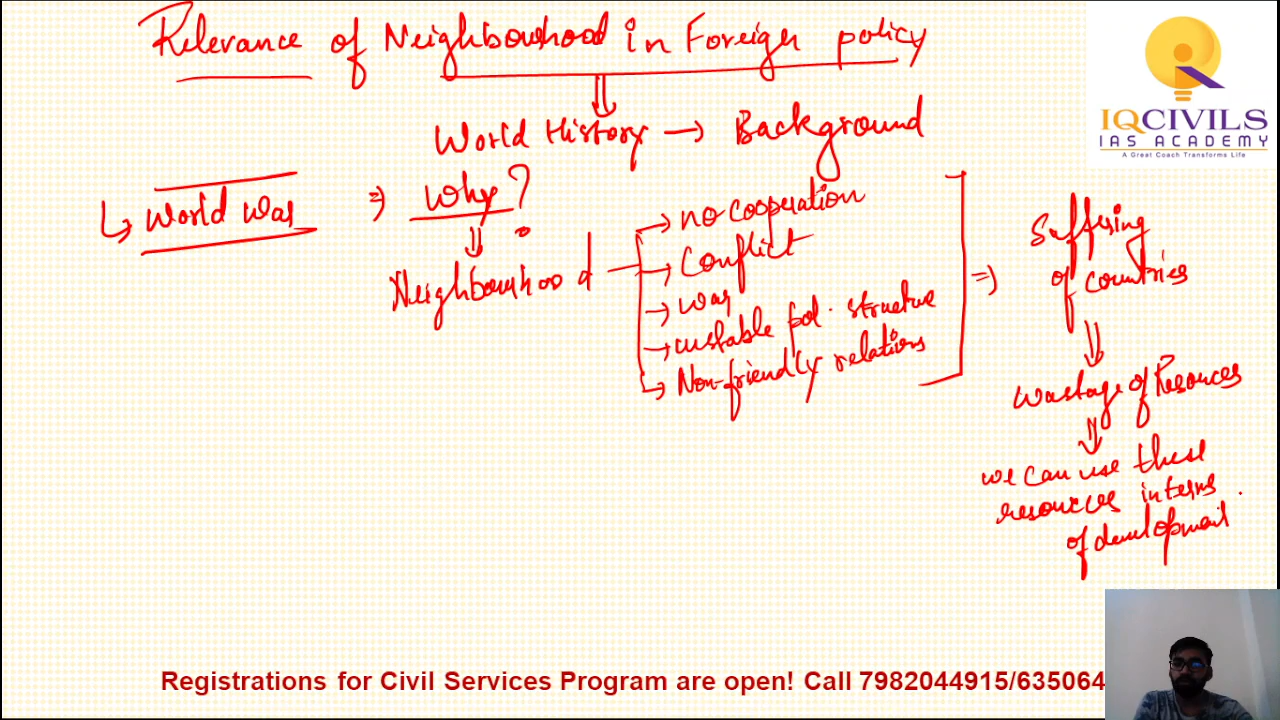 Relevance of Neighbourhood in Foreign policy
World History → Background
IQCIVILS
IAS ACADEMY
A Great Coach Transforms Life
↳ World War ⇒ Why?
Neighbourhood
→ no cooperation
→ Conflict
→ War
→ unstable pol. structure
→ Non-friendly relations
⇒ Suffering
of countries
Wastage of Resources
we can use these
resources interms
of development.
Registrations for Civil Services Program are open! Call 7982044915/635064